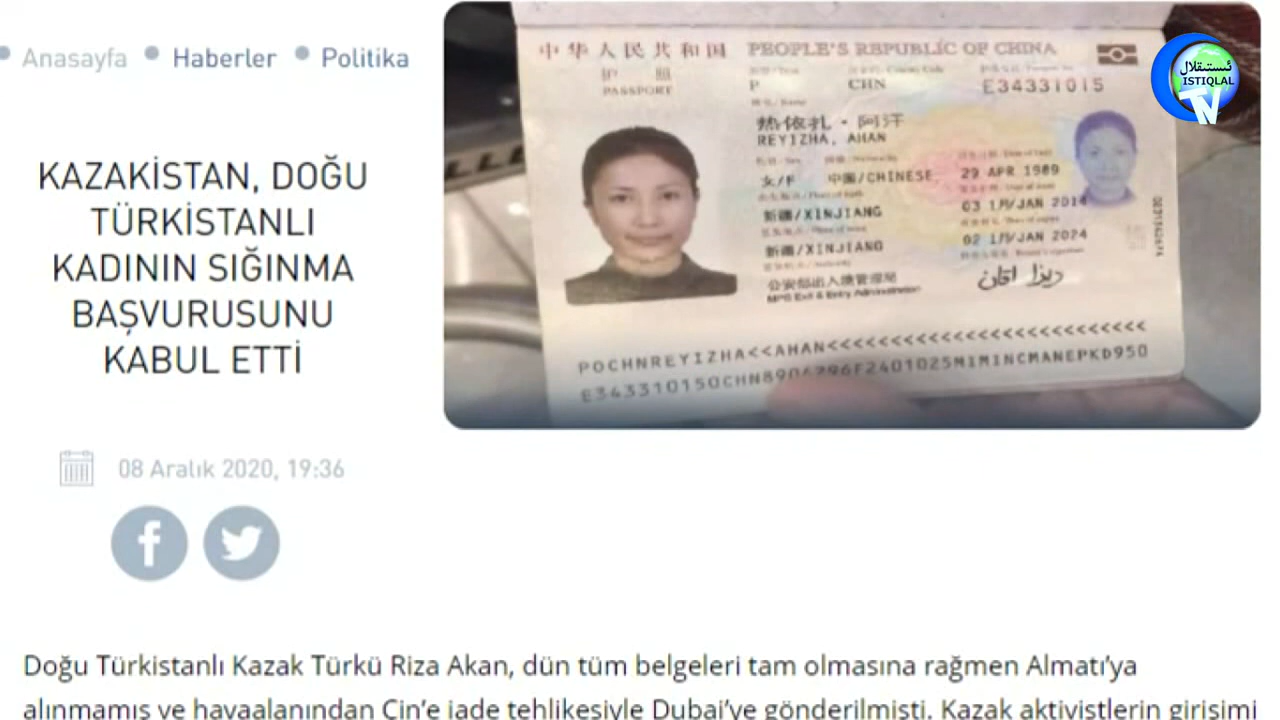 Anasayfa
Haberler
Politika
KAZAKİSTAN, DOĞU
TÜRKİSTANLI
KADININ SIĞINMA
BAŞVURUSUNU
KABUL ETTİ
08 Aralık 2020, 19:36
中华人民共和国 PEOPLE'S REPUBLIC OF CHINA
护照
PASSPORT
P
CHN
E34331015
热依扎·阿汗
REYIZHA, AHAN
女/F
中国/CHINESE
29 APR 1989
新疆/XINJIANG
03 1月/JAN 2014
新疆/XINJIANG
02 1月/JAN 2024
公安部出入境管理局
MPS Exit & Entry Administration
POCHNREYIZHA<<AHAN<<<<<<<<<<<<<<<<<<<<<<<<<<
ئىستىقلال
ISTIQLAL
TV
Doğu Türkistanlı Kazak Türkü Riza Akan, dün tüm belgeleri tam olmasına rağmen Almatı'ya
alınmamış ve havaalanından Çin'e iade tehlikesiyle Dubai'ye gönderilmişti. Kazak aktivistlerin girişimi